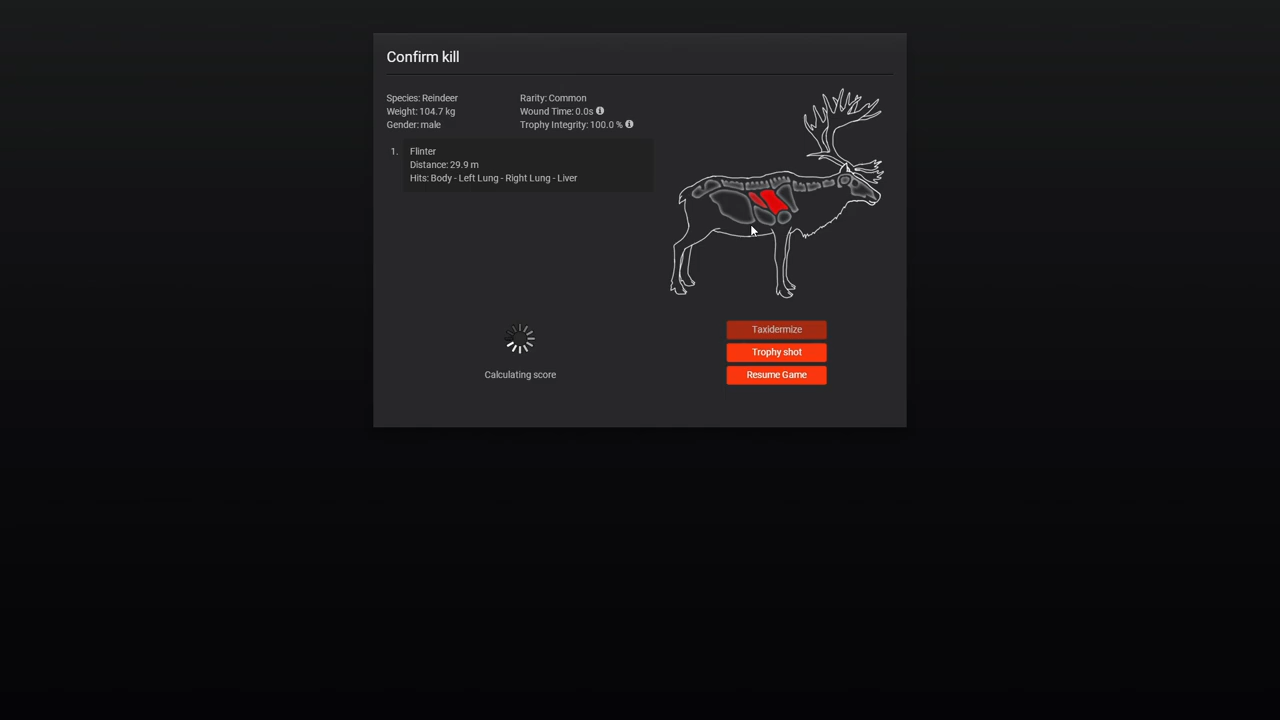 Confirm kill
Species: Reindeer
Weight: 104.7 kg
Gender: male
Rarity: Common
Wound Time: 0.0s
Trophy Integrity: 100.0 %
1. Flinter
Distance: 29.9 m
Hits: Body - Left Lung - Right Lung - Liver
Calculating score
Taxidermize
Trophy shot
Resume Game